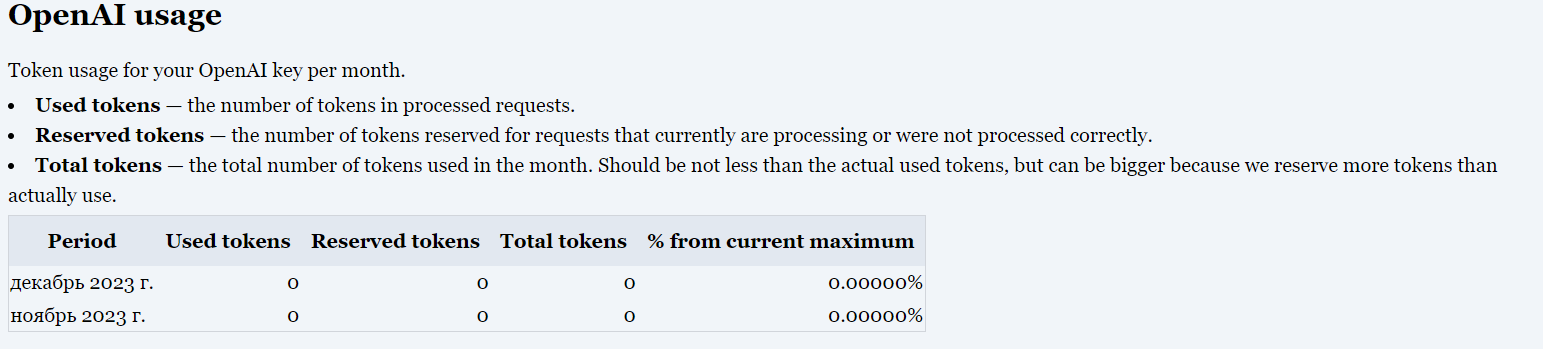 OpenAI usage
Token usage for your OpenAI key per month.
• Used tokens — the number of tokens in processed requests.
• Reserved tokens — the number of tokens reserved for requests that currently are processing or were not processed correctly.
• Total tokens — the total number of tokens used in the month. Should be not less than the actual used tokens, but can be bigger because we reserve more tokens than
actually use.
Period Used tokens Reserved tokens Total tokens % from current maximum
декабрь 2023 г. 0 0 0 0.00000%
ноябрь 2023 г. 0 0 0 0.00000%